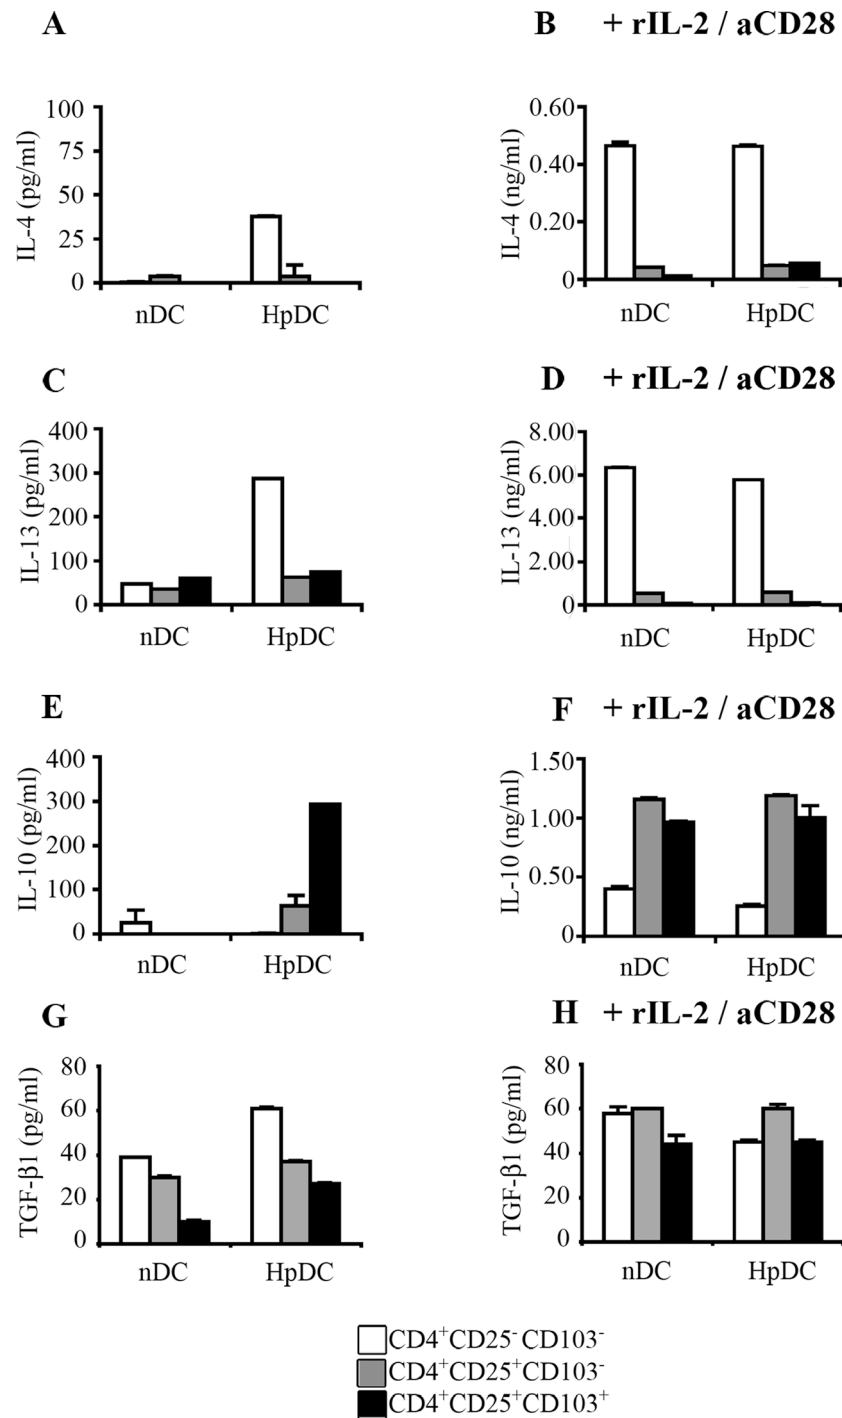 A
B + rIL-2 / aCD28
IL-4 (pg/ml)
100
75
50
25
0
nDC HpDC
IL-4 (ng/ml)
0.60
0.40
0.20
0
nDC HpDC
C
D + rIL-2 / aCD28
IL-13 (pg/ml)
400
300
200
100
0
nDC HpDC
IL-13 (ng/ml)
8.00
6.00
4.00
2.00
0
nDC HpDC
E
F + rIL-2 / aCD28
IL-10 (pg/ml)
400
300
200
100
0
nDC HpDC
IL-10 (ng/ml)
1.50
1.00
0.50
0
nDC HpDC
G
H + rIL-2 / aCD28
TGF-β1 (pg/ml)
80
60
40
20
0
nDC HpDC
TGF-β1 (pg/ml)
80
60
40
20
0
nDC HpDC
CD4⁺CD25⁻CD103⁻
CD4⁺CD25⁺CD103⁻
CD4⁺CD25⁺CD103⁺